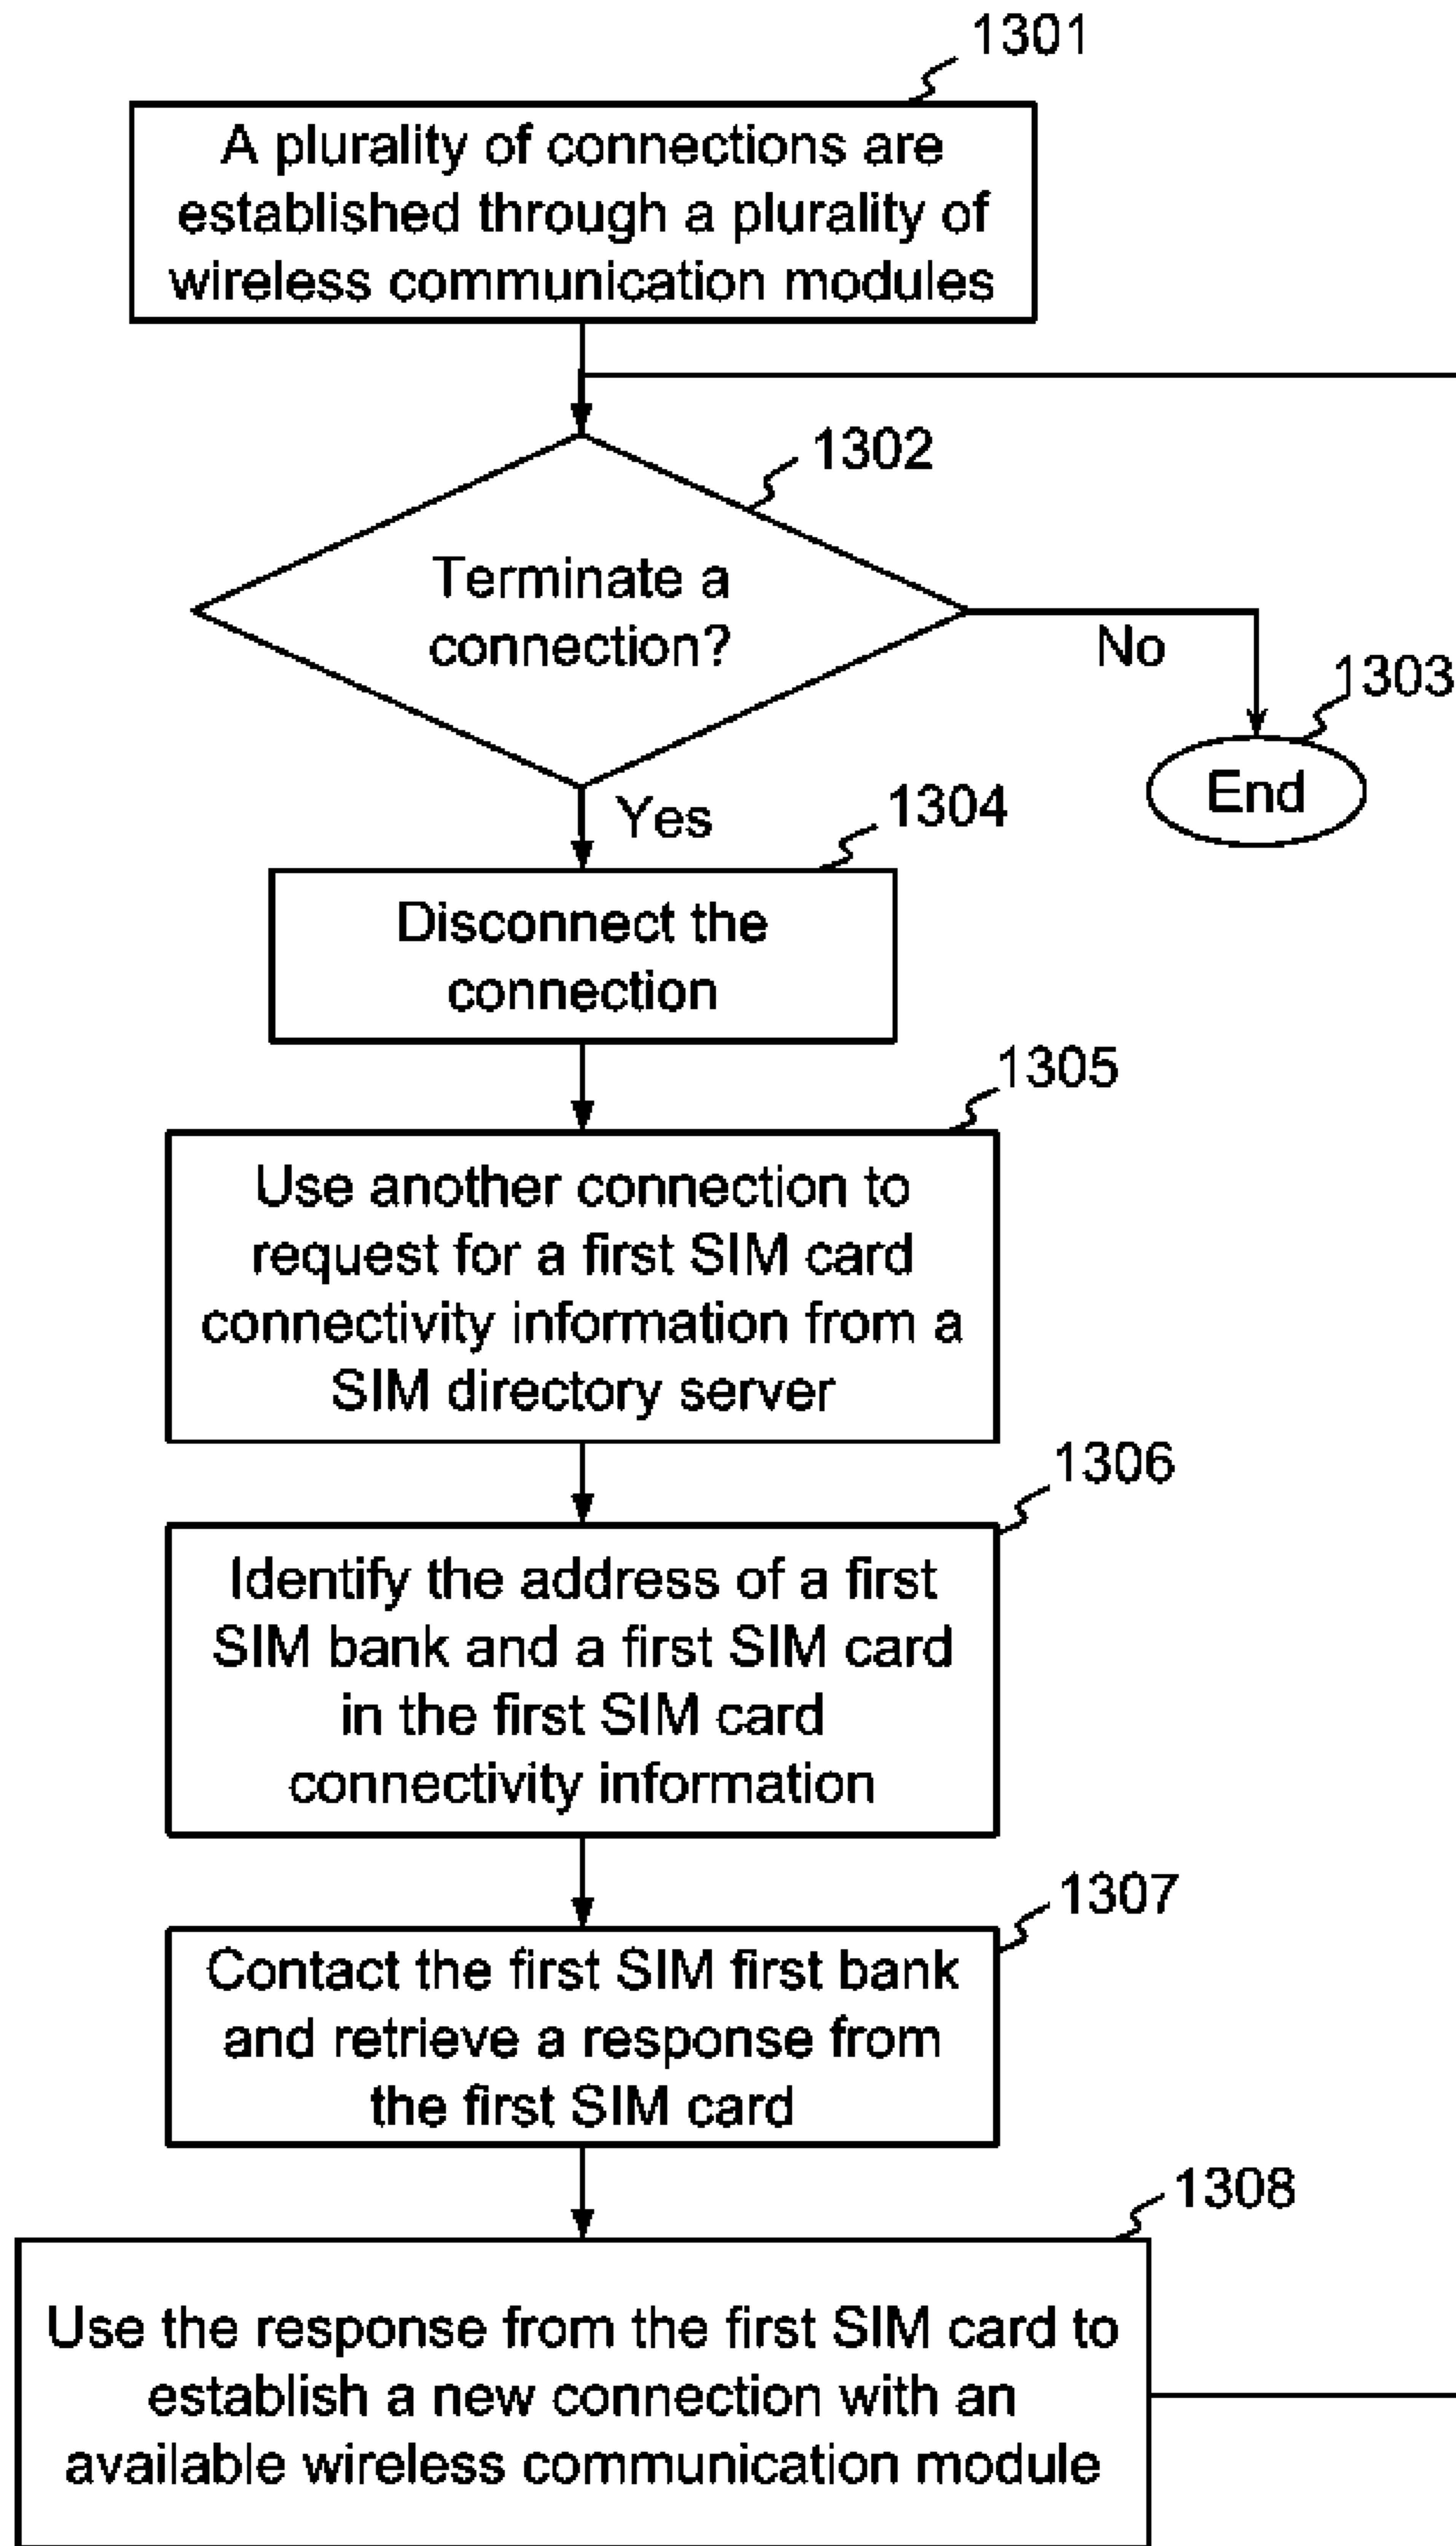 1301
A plurality of connections are
established through a plurality of
wireless communication modules
1302
Terminate a
connection?
No
1303
End
Yes
1304
Disconnect the
connection
1305
Use another connection to
request for a first SIM card
connectivity information from a
SIM directory server
1306
Identify the address of a first
SIM bank and a first SIM card
in the first SIM card
connectivity information
1307
Contact the first SIM first bank
and retrieve a response from
the first SIM card
1308
Use the response from the first SIM card to
establish a new connection with an
available wireless communication module